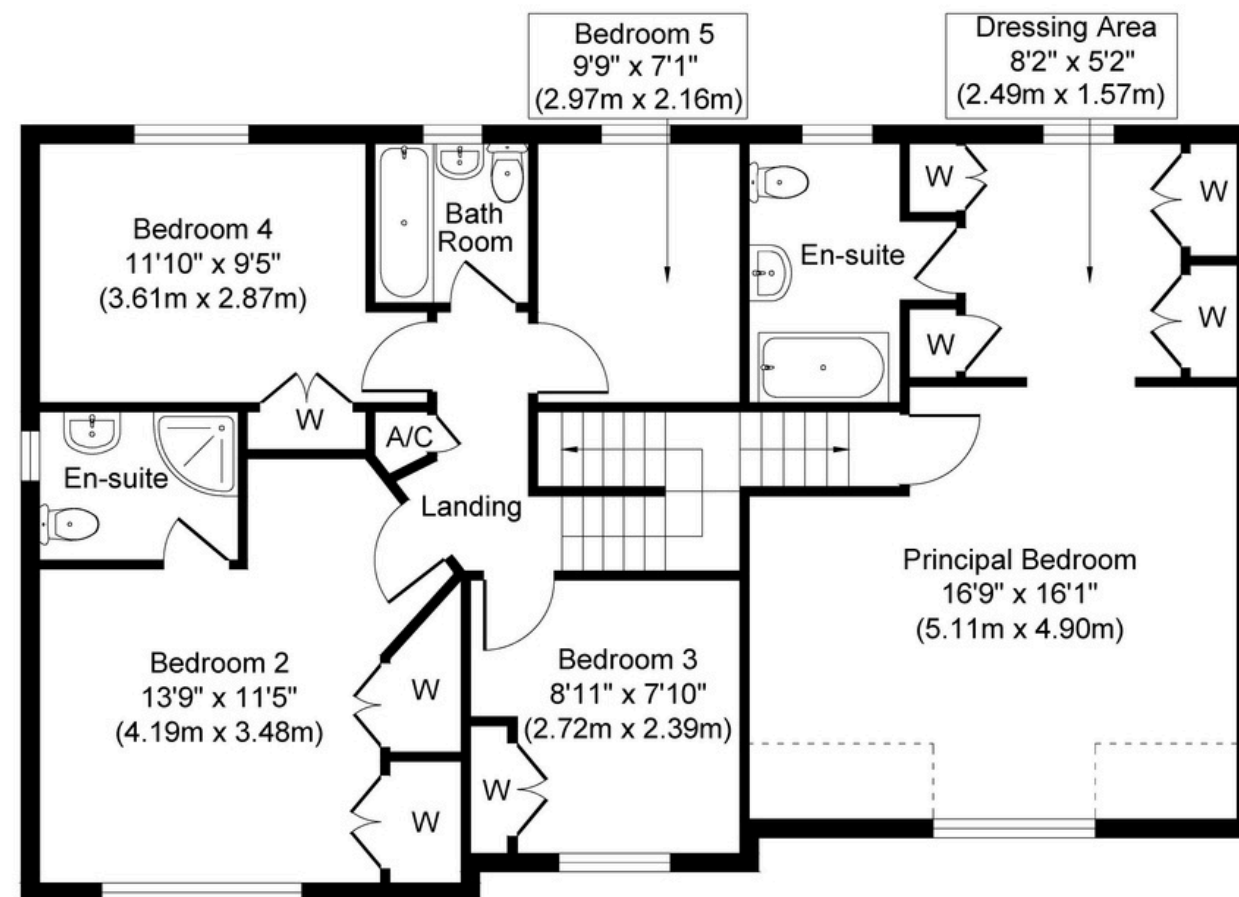 Bedroom 5
9'9" x 7'1"
(2.97m x 2.16m)
Dressing Area
8'2" x 5'2"
(2.49m x 1.57m)
Bedroom 4
11'10" x 9'5"
(3.61m x 2.87m)
Bath
Room
En-suite
W
W
W
W
W
A/C
En-suite
Landing
Principal Bedroom
16'9" x 16'1"
(5.11m x 4.90m)
Bedroom 2
13'9" x 11'5"
(4.19m x 3.48m)
W
W
Bedroom 3
8'11" x 7'10"
(2.72m x 2.39m)
W